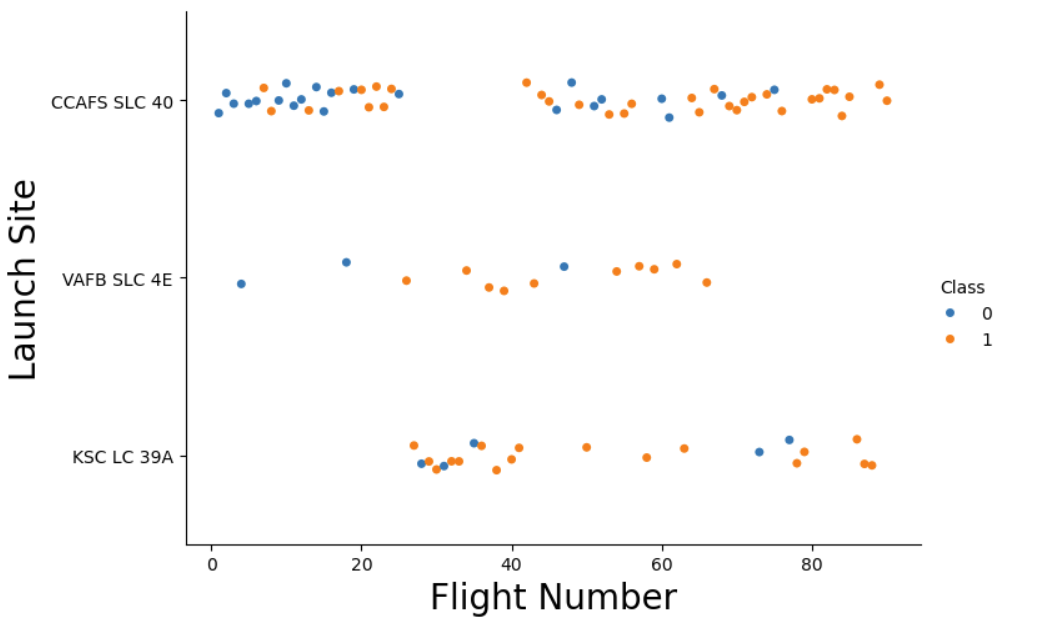 CCAFS SLC 40
VAFB SLC 4E
KSC LC 39A
Launch Site
0 20 40 60 80
Flight Number
Class
0
1